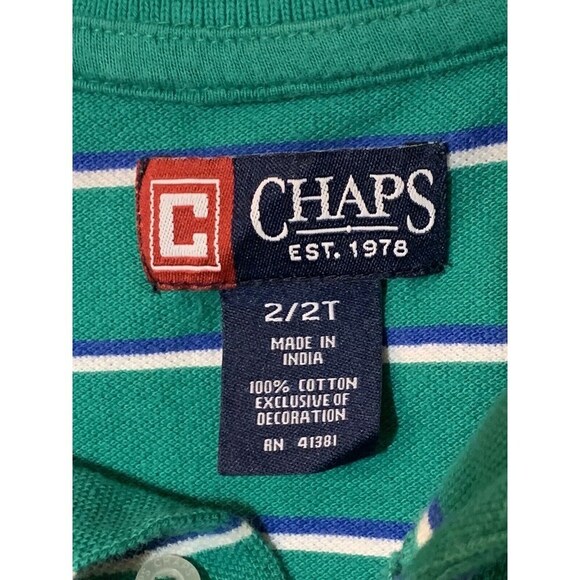 C CHAPS
EST. 1978
2/2T
MADE IN
INDIA
100% COTTON
EXCLUSIVE OF
DECORATION
RN 41381